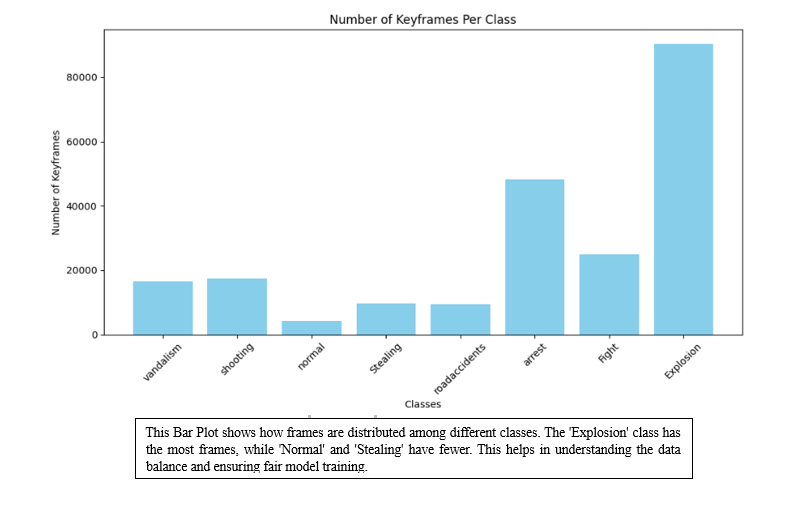 Number of Keyframes Per Class
Number of Keyframes
80000
60000
40000
20000
0
vandalism
shooting
normal
Stealing
roadaccidents
arrest
Fight
Explosion
Classes
This Bar Plot shows how frames are distributed among different classes. The 'Explosion' class has
the most frames, while 'Normal' and 'Stealing' have fewer. This helps in understanding the data
balance and ensuring fair model training.